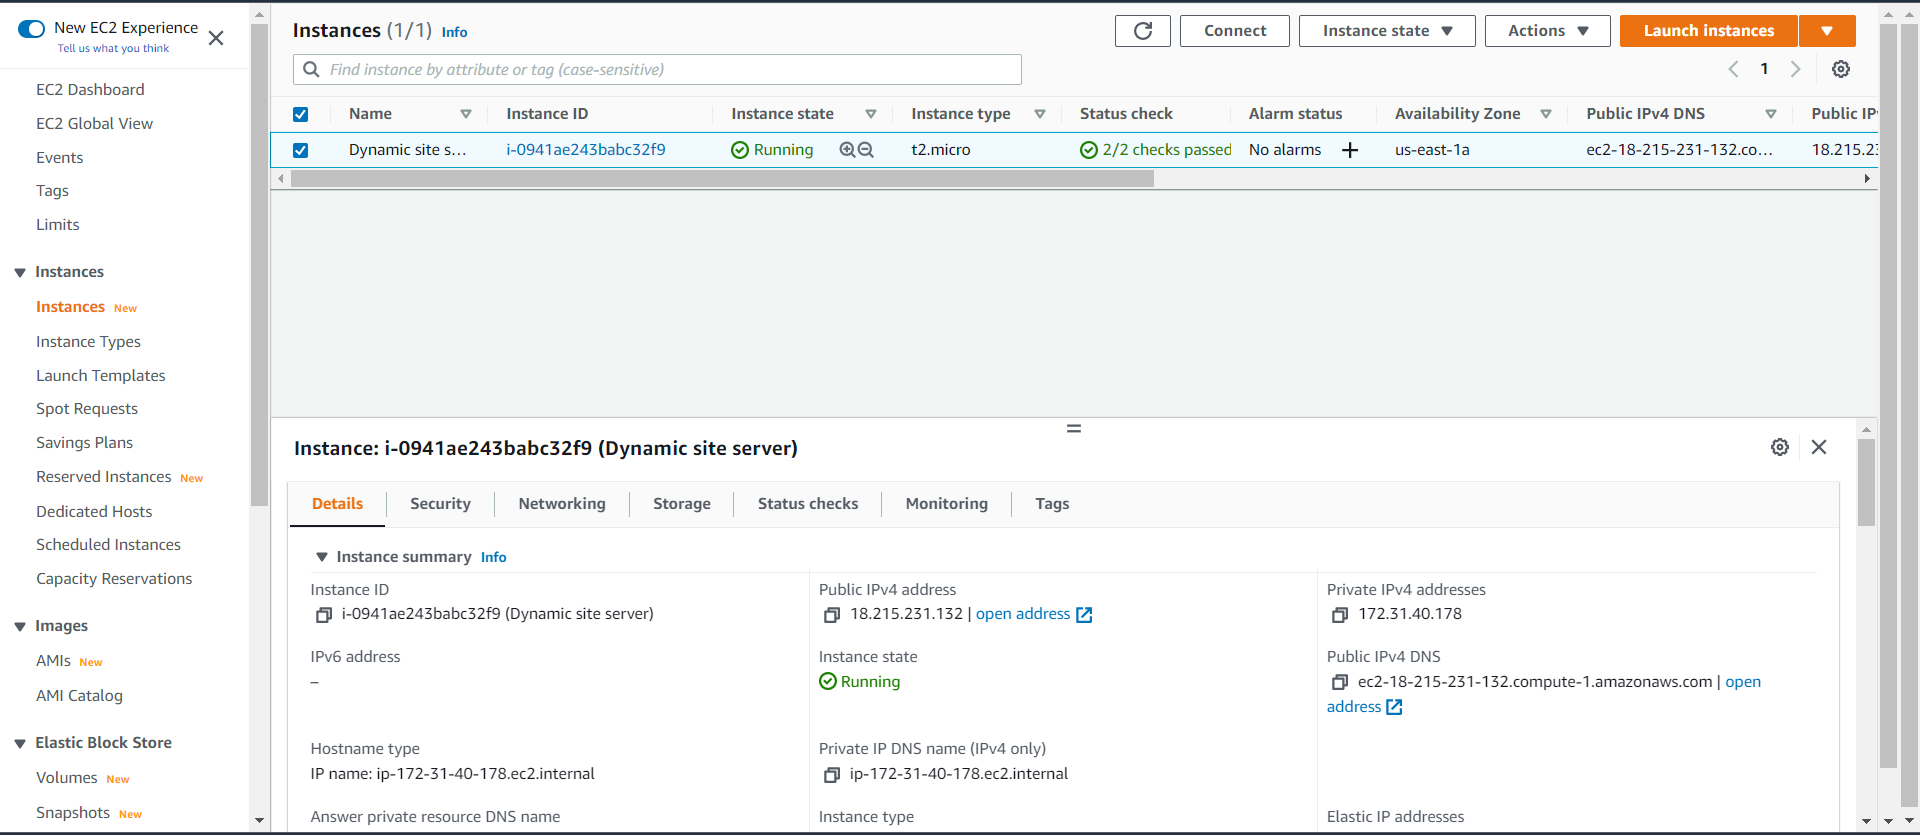 New EC2 Experience
Tell us what you think
EC2 Dashboard
EC2 Global View
Events
Tags
Limits
Instances
Instances New
Instance Types
Launch Templates
Spot Requests
Savings Plans
Reserved Instances New
Dedicated Hosts
Scheduled Instances
Capacity Reservations
Images
AMIs New
AMI Catalog
Elastic Block Store
Volumes New
Snapshots New
Instances (1/1) Info
Connect
Instance state
Actions
Launch instances
Find instance by attribute or tag (case-sensitive)
1
Name Instance ID Instance state Instance type Status check Alarm status Availability Zone Public IPv4 DNS Public IP
Dynamic site s... i-0941ae243babc32f9 Running t2.micro 2/2 checks passed No alarms + us-east-1a ec2-18-215-231-132.co... 18.215.23
Instance: i-0941ae243babc32f9 (Dynamic site server)
Details Security Networking Storage Status checks Monitoring Tags
Instance summary Info
Instance ID
i-0941ae243babc32f9 (Dynamic site server)
Public IPv4 address
18.215.231.132 | open address
Private IPv4 addresses
172.31.40.178
IPv6 address
–
Instance state
Running
Public IPv4 DNS
ec2-18-215-231-132.compute-1.amazonaws.com | open
address
Hostname type
IP name: ip-172-31-40-178.ec2.internal
Private IP DNS name (IPv4 only)
ip-172-31-40-178.ec2.internal
Answer private resource DNS name
Instance type
Elastic IP addresses